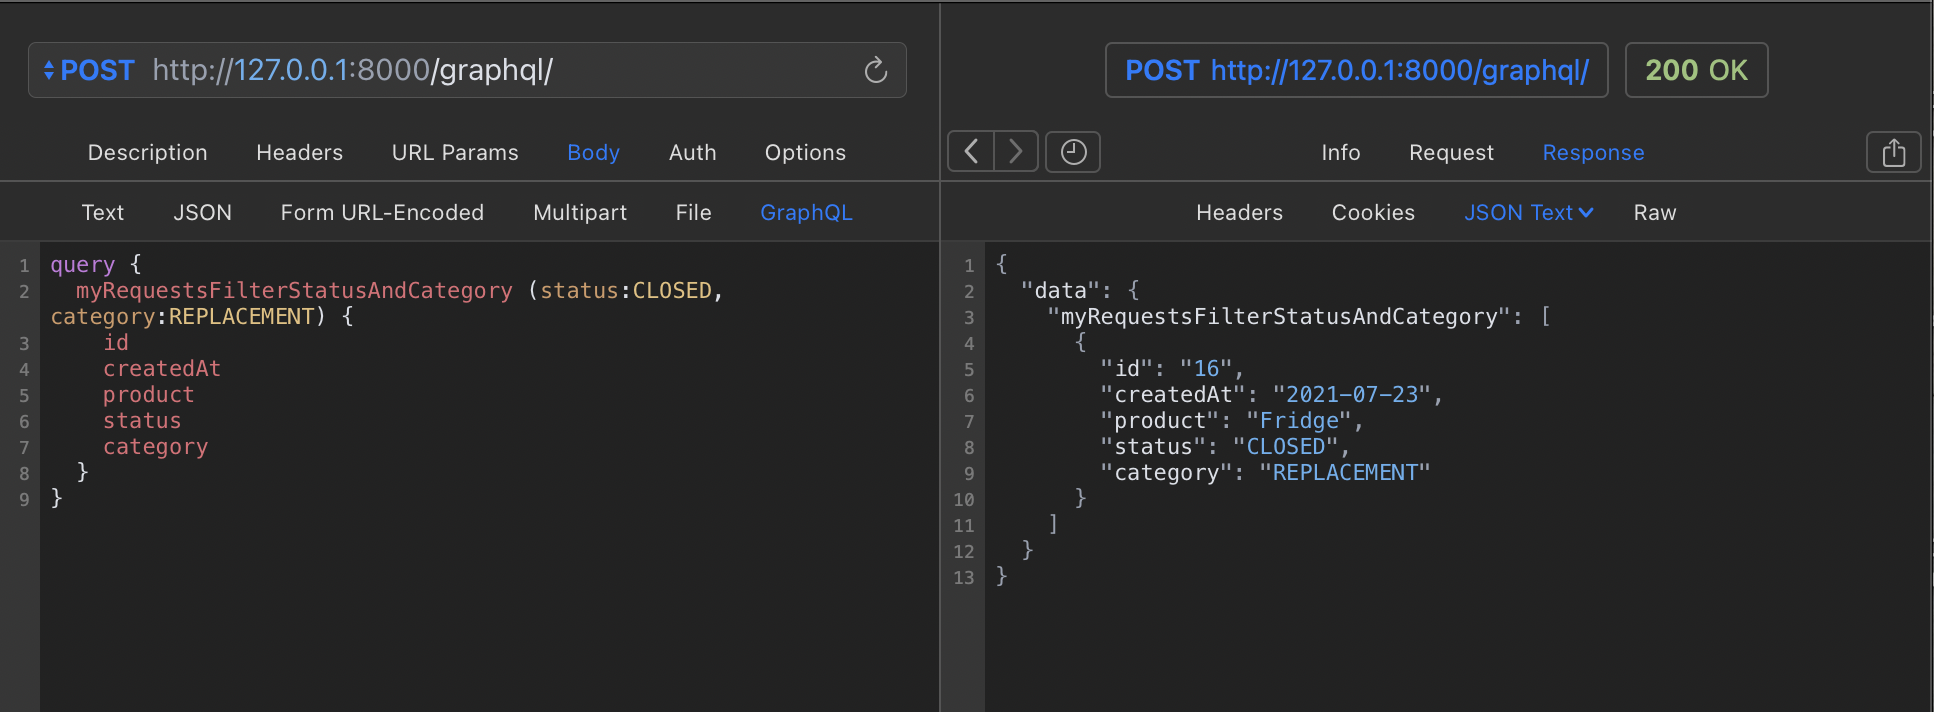 POST http://127.0.0.1:8000/graphql/
Description Headers URL Params Body Auth Options
Text JSON Form URL-Encoded Multipart File GraphQL
1 query {
2 myRequestsFilterStatusAndCategory (status:CLOSED,
category:REPLACEMENT) {
3 id
4 createdAt
5 product
6 status
7 category
8 }
9 }
POST http://127.0.0.1:8000/graphql/ 200 OK
Info Request Response
Headers Cookies JSON Text Raw
1 {
2 "data": {
3 "myRequestsFilterStatusAndCategory": [
4 {
5 "id": "16",
6 "createdAt": "2021-07-23",
7 "product": "Fridge",
8 "status": "CLOSED",
9 "category": "REPLACEMENT"
10 }
11 ]
12 }
13 }